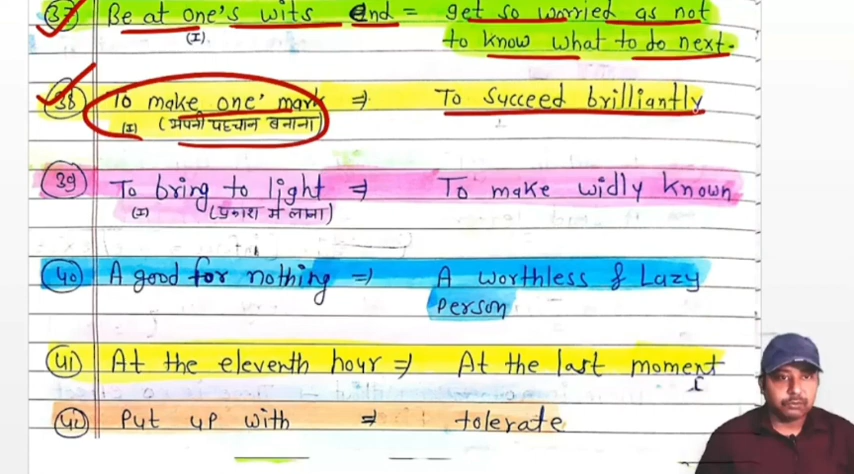 37 Be at one's wits end = get so worried as not
(I) to know what to do next.
38 To make one' mark ⇒ To Succeed brilliantly
(I) (अपनी पहचान बनाना)
39 To bring to light ⇒ To make widly known
(I) (प्रकाश में लाना)
40 A good for nothing ⇒ A worthless & Lazy
Person
41 At the eleventh hour ⇒ At the last moment
42 Put up with ⇒ tolerate